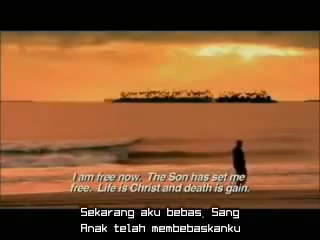 I am free now. The Son has set me
free. Life is Christ and death is gain.
Sekarang aku bebas, Sang
Anak telah membebaskanku